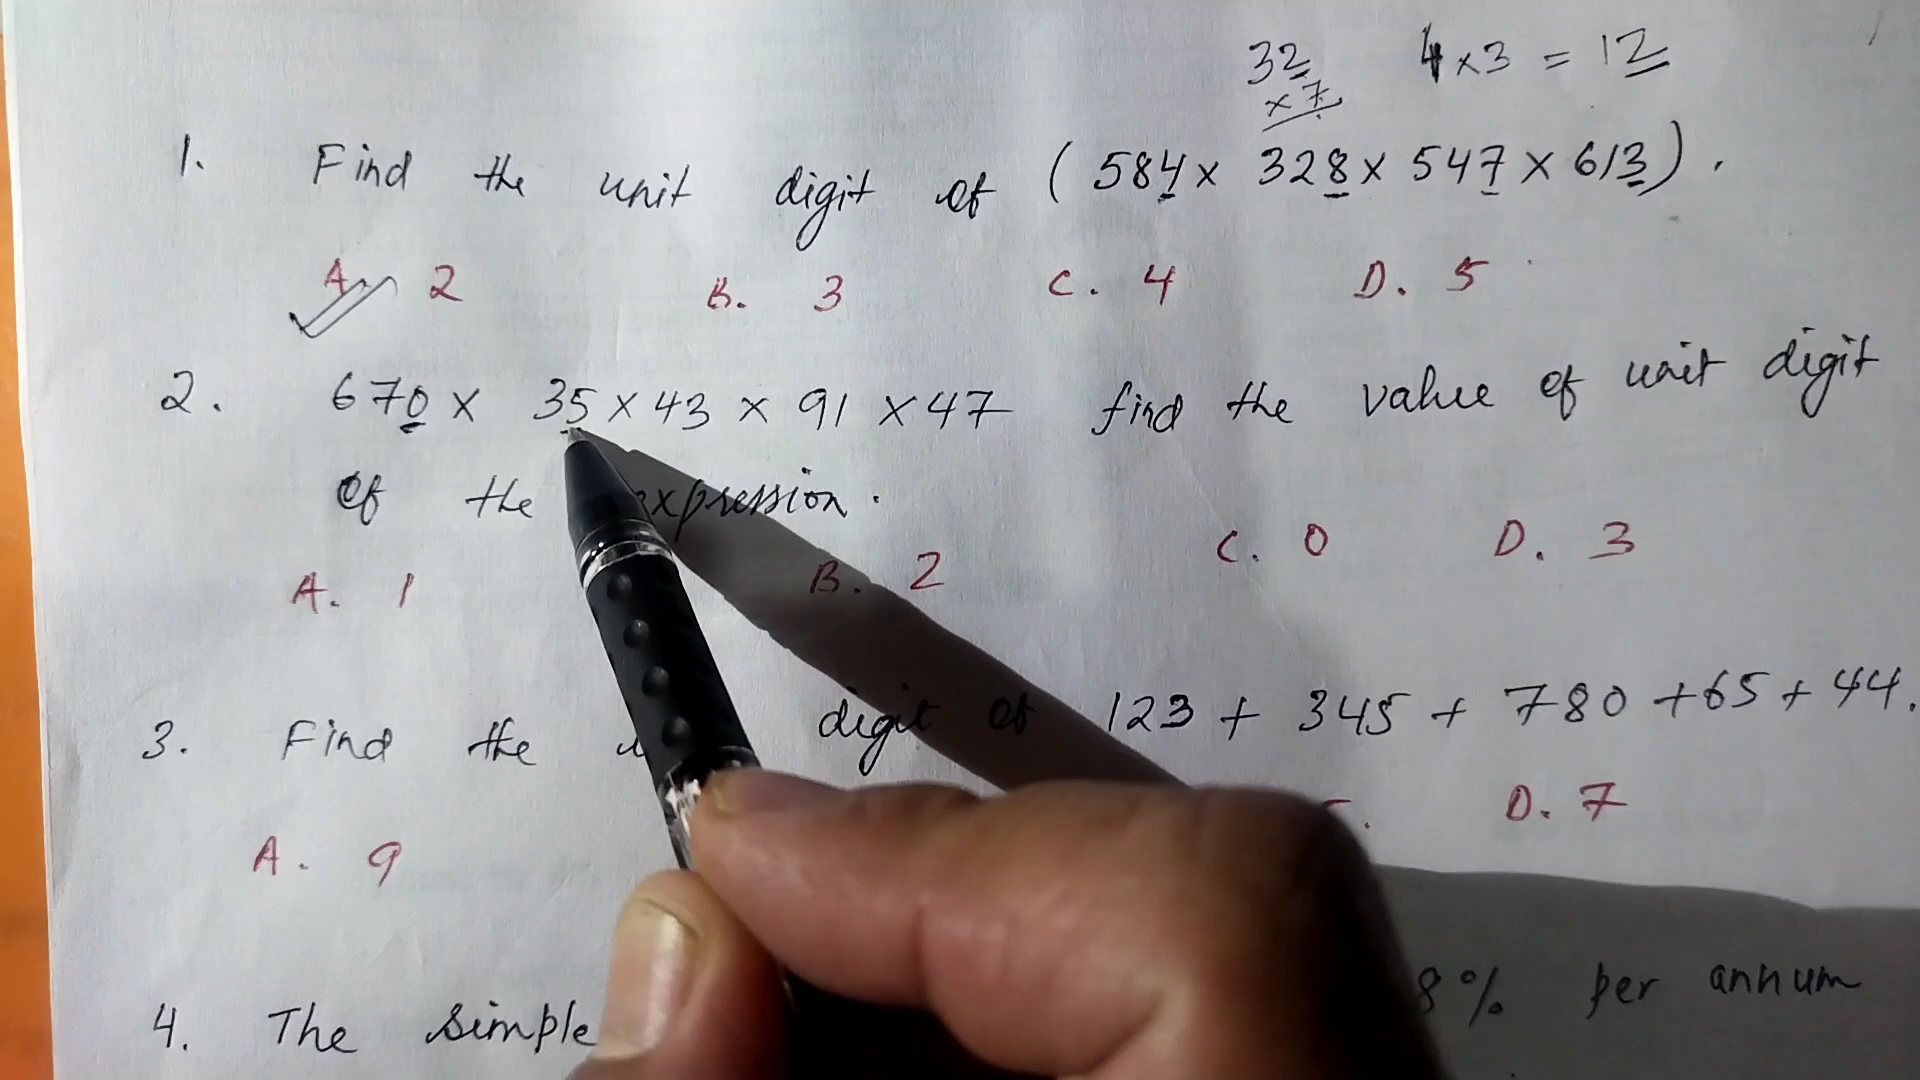 32 4 × 3 = 12
× 7
1. Find the unit digit of (584 × 328 × 547 × 613).
A. 2 B. 3 C. 4 D. 5
2. 670 × 35 × 43 × 91 × 47 find the value of unit digit
of the expression.
A. 1 B. 2 C. 0 D. 3
3. Find the digit of 123 + 345 + 780 + 65 + 44.
A. 9 D. 7
4. The simple 8% per annum